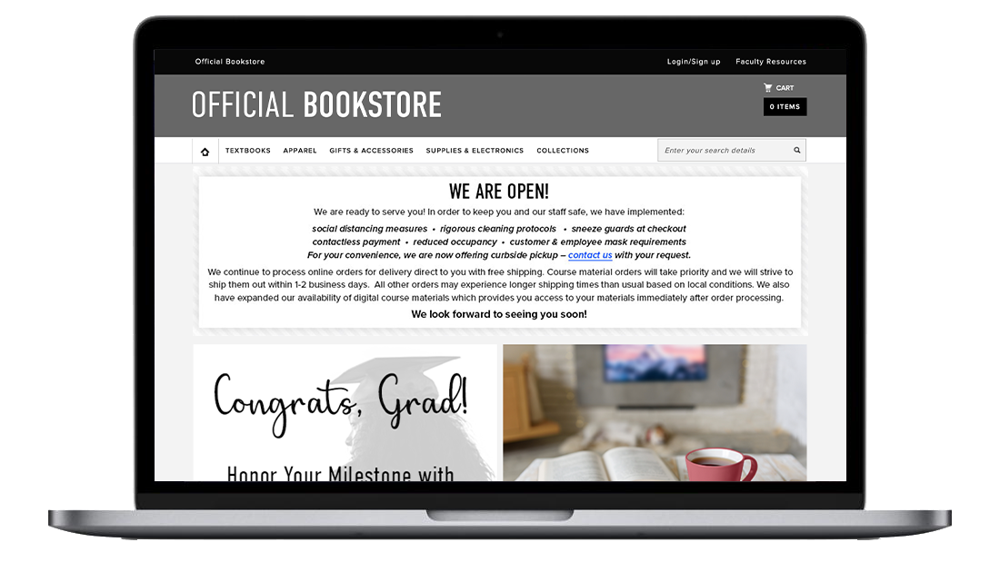 Official Bookstore
Login/Sign up
Faculty Resources
OFFICIAL BOOKSTORE
CART
0 ITEMS
TEXTBOOKS
APPAREL
GIFTS & ACCESSORIES
SUPPLIES & ELECTRONICS
COLLECTIONS
Enter your search details
WE ARE OPEN!
We are ready to serve you! In order to keep you and our staff safe, we have implemented:
social distancing measures • rigorous cleaning protocols • sneeze guards at checkout
contactless payment • reduced occupancy • customer & employee mask requirements
For your convenience, we are now offering curbside pickup – contact us with your request.
We continue to process online orders for delivery direct to you with free shipping. Course material orders will take priority and we will strive to
ship them out within 1-2 business days. All other orders may experience longer shipping times than usual based on local conditions. We also
have expanded our availability of digital course materials which provides you access to your materials immediately after order processing.
We look forward to seeing you soon!
Congrats, Grad!
Honor Your Milestone with